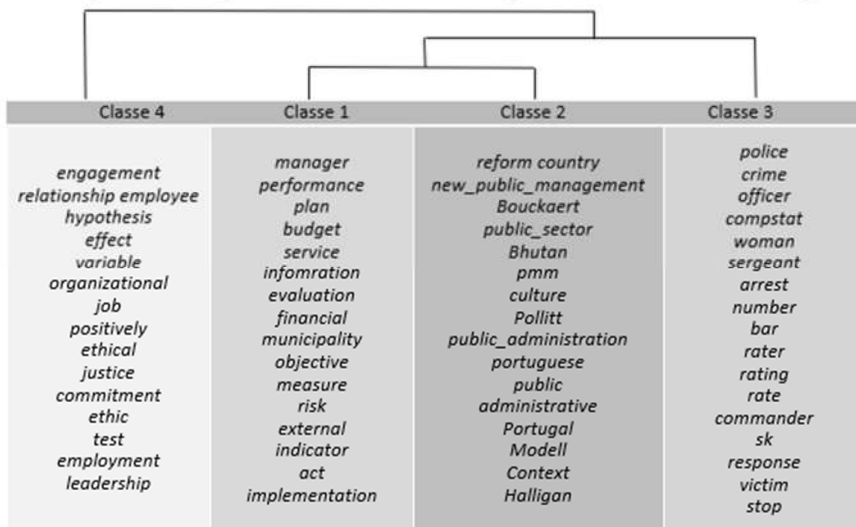 Classe 4
engagement
relationship employee
hypothesis
effect
variable
organizational
job
positively
ethical
justice
commitment
ethic
test
employment
leadership
Classe 1
manager
performance
plan
budget
service
infomration
evaluation
financial
municipality
objective
measure
risk
external
indicator
act
implementation
Classe 2
reform country
new_public_management
Bouckaert
public_sector
Bhutan
pmm
culture
Pollitt
public_administration
portuguese
public
administrative
Portugal
Modell
Context
Halligan
Classe 3
police
crime
officer
compstat
woman
sergeant
arrest
number
bar
rater
rating
rate
commander
sk
response
victim
stop